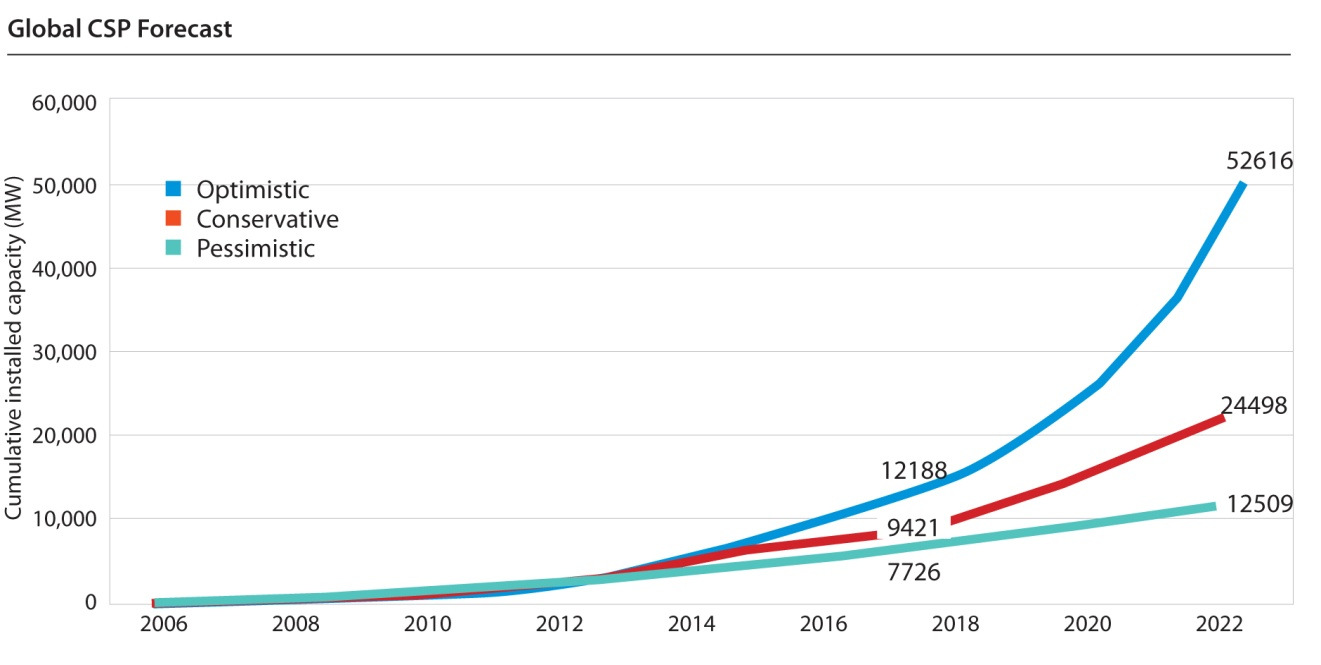 Global CSP Forecast
Cumulative installed capacity (MW)
60,000
50,000
40,000
30,000
20,000
10,000
0
Optimistic
Conservative
Pessimistic
52616
24498
12509
12188
9421
7726
2006 2008 2010 2012 2014 2016 2018 2020 2022